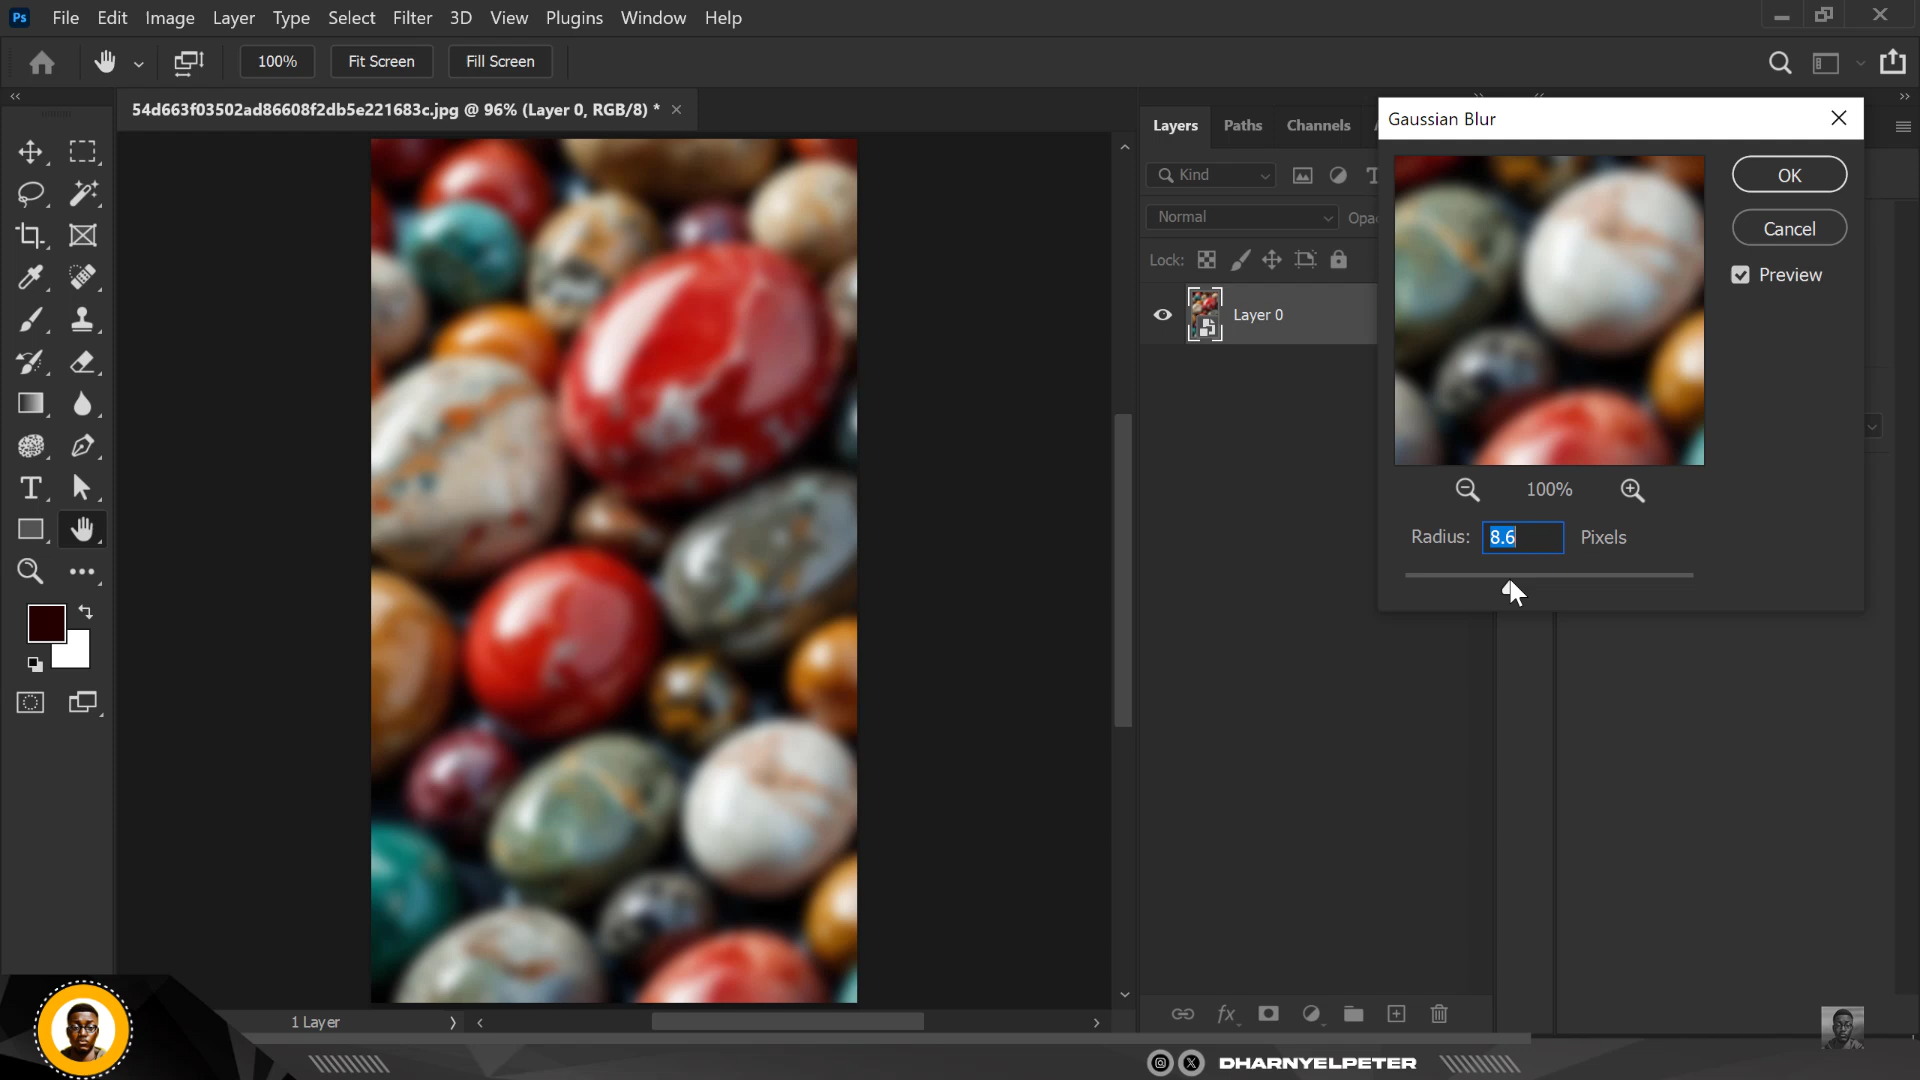 Ps File Edit Image Layer Type Select Filter 3D View Plugins Window Help
100% Fit Screen Fill Screen
54d663f03502ad86608f2db5e221683c.jpg @ 96% (Layer 0, RGB/8) *
Layers Paths Channels
Kind
Normal Opac
Lock:
Layer 0
Gaussian Blur
OK
Cancel
Preview
100%
Radius: 8.6 Pixels
1 Layer
fx
DHARNYELPETER